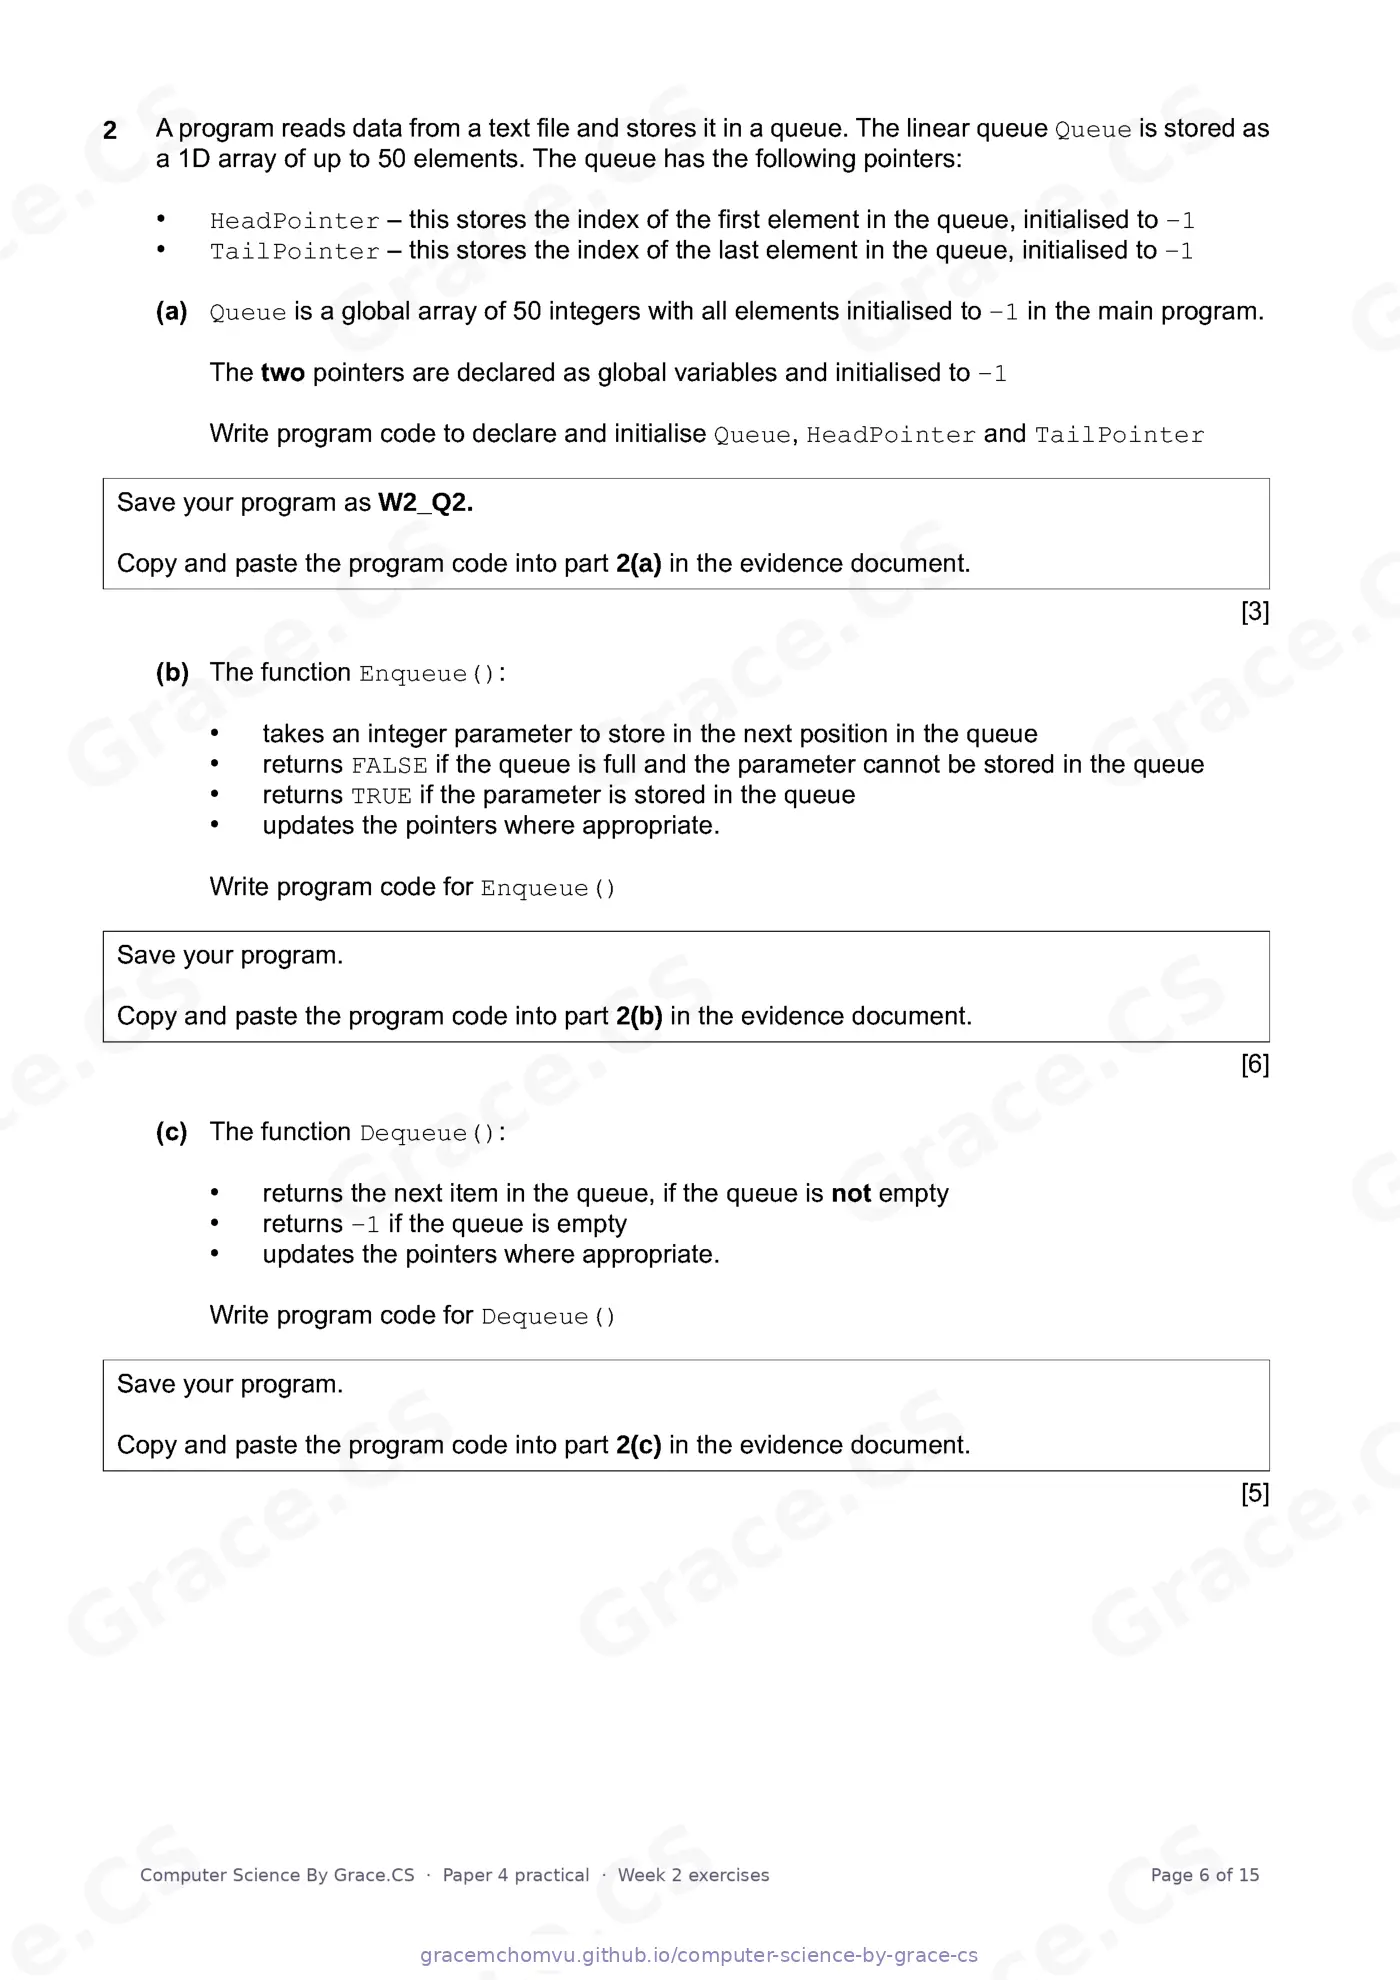 2 A program reads data from a text file and stores it in a queue. The linear queue Queue is stored as
a 1D array of up to 50 elements. The queue has the following pointers:
• HeadPointer – this stores the index of the first element in the queue, initialised to –1
• TailPointer – this stores the index of the last element in the queue, initialised to –1
(a) Queue is a global array of 50 integers with all elements initialised to –1 in the main program.
The two pointers are declared as global variables and initialised to –1
Write program code to declare and initialise Queue, HeadPointer and TailPointer
Save your program as W2_Q2.
Copy and paste the program code into part 2(a) in the evidence document.
[3]
(b) The function Enqueue():
• takes an integer parameter to store in the next position in the queue
• returns FALSE if the queue is full and the parameter cannot be stored in the queue
• returns TRUE if the parameter is stored in the queue
• updates the pointers where appropriate.
Write program code for Enqueue()
Save your program.
Copy and paste the program code into part 2(b) in the evidence document.
[6]
(c) The function Dequeue():
• returns the next item in the queue, if the queue is not empty
• returns –1 if the queue is empty
• updates the pointers where appropriate.
Write program code for Dequeue()
Save your program.
Copy and paste the program code into part 2(c) in the evidence document.
[5]
Computer Science By Grace.CS · Paper 4 practical · Week 2 exercises Page 6 of 15
gracemchomvu.github.io/computer-science-by-grace-cs